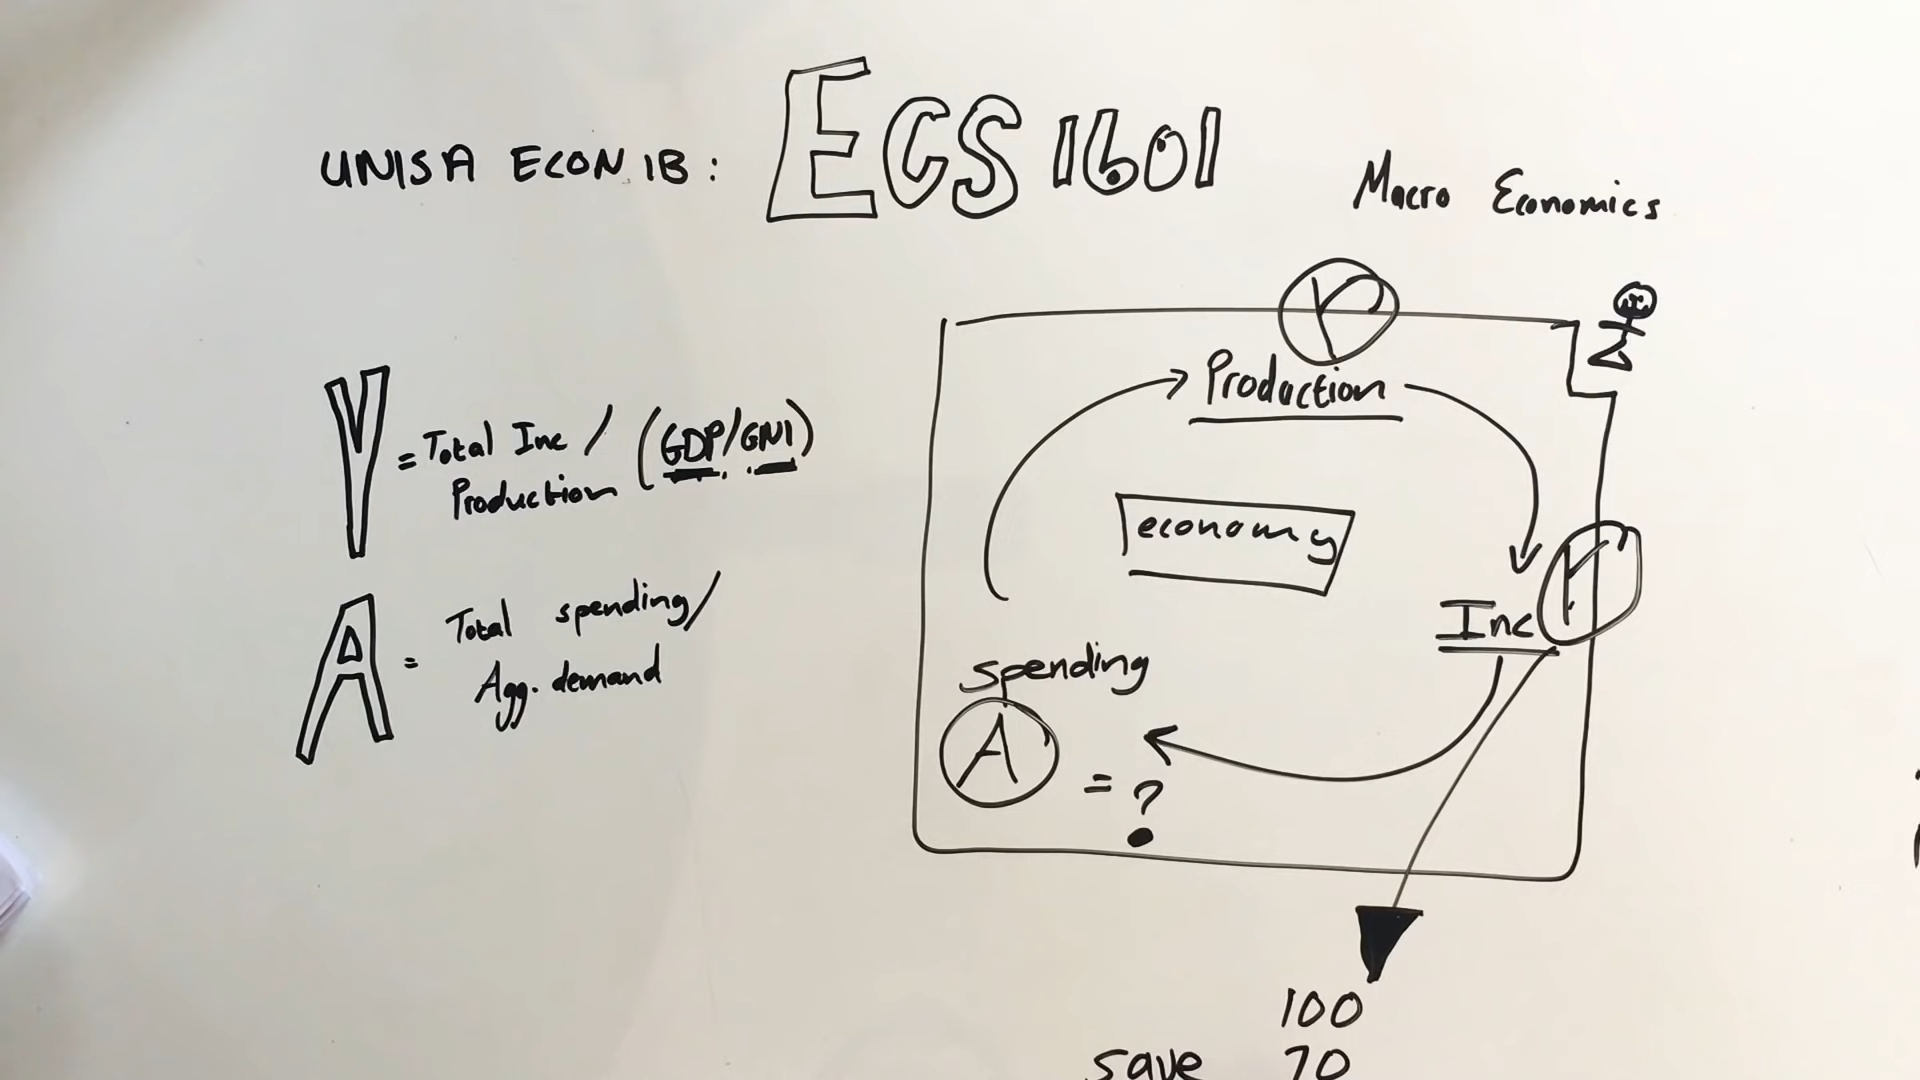 UNISA ECON 1B: ECS 1601
Macro Economics
Y = Total Inc / (GDP/GNI)
Production
A = Total spending/
Agg. demand
Y
Production
economy
Inc Y
spending
A = ?
100
save 70